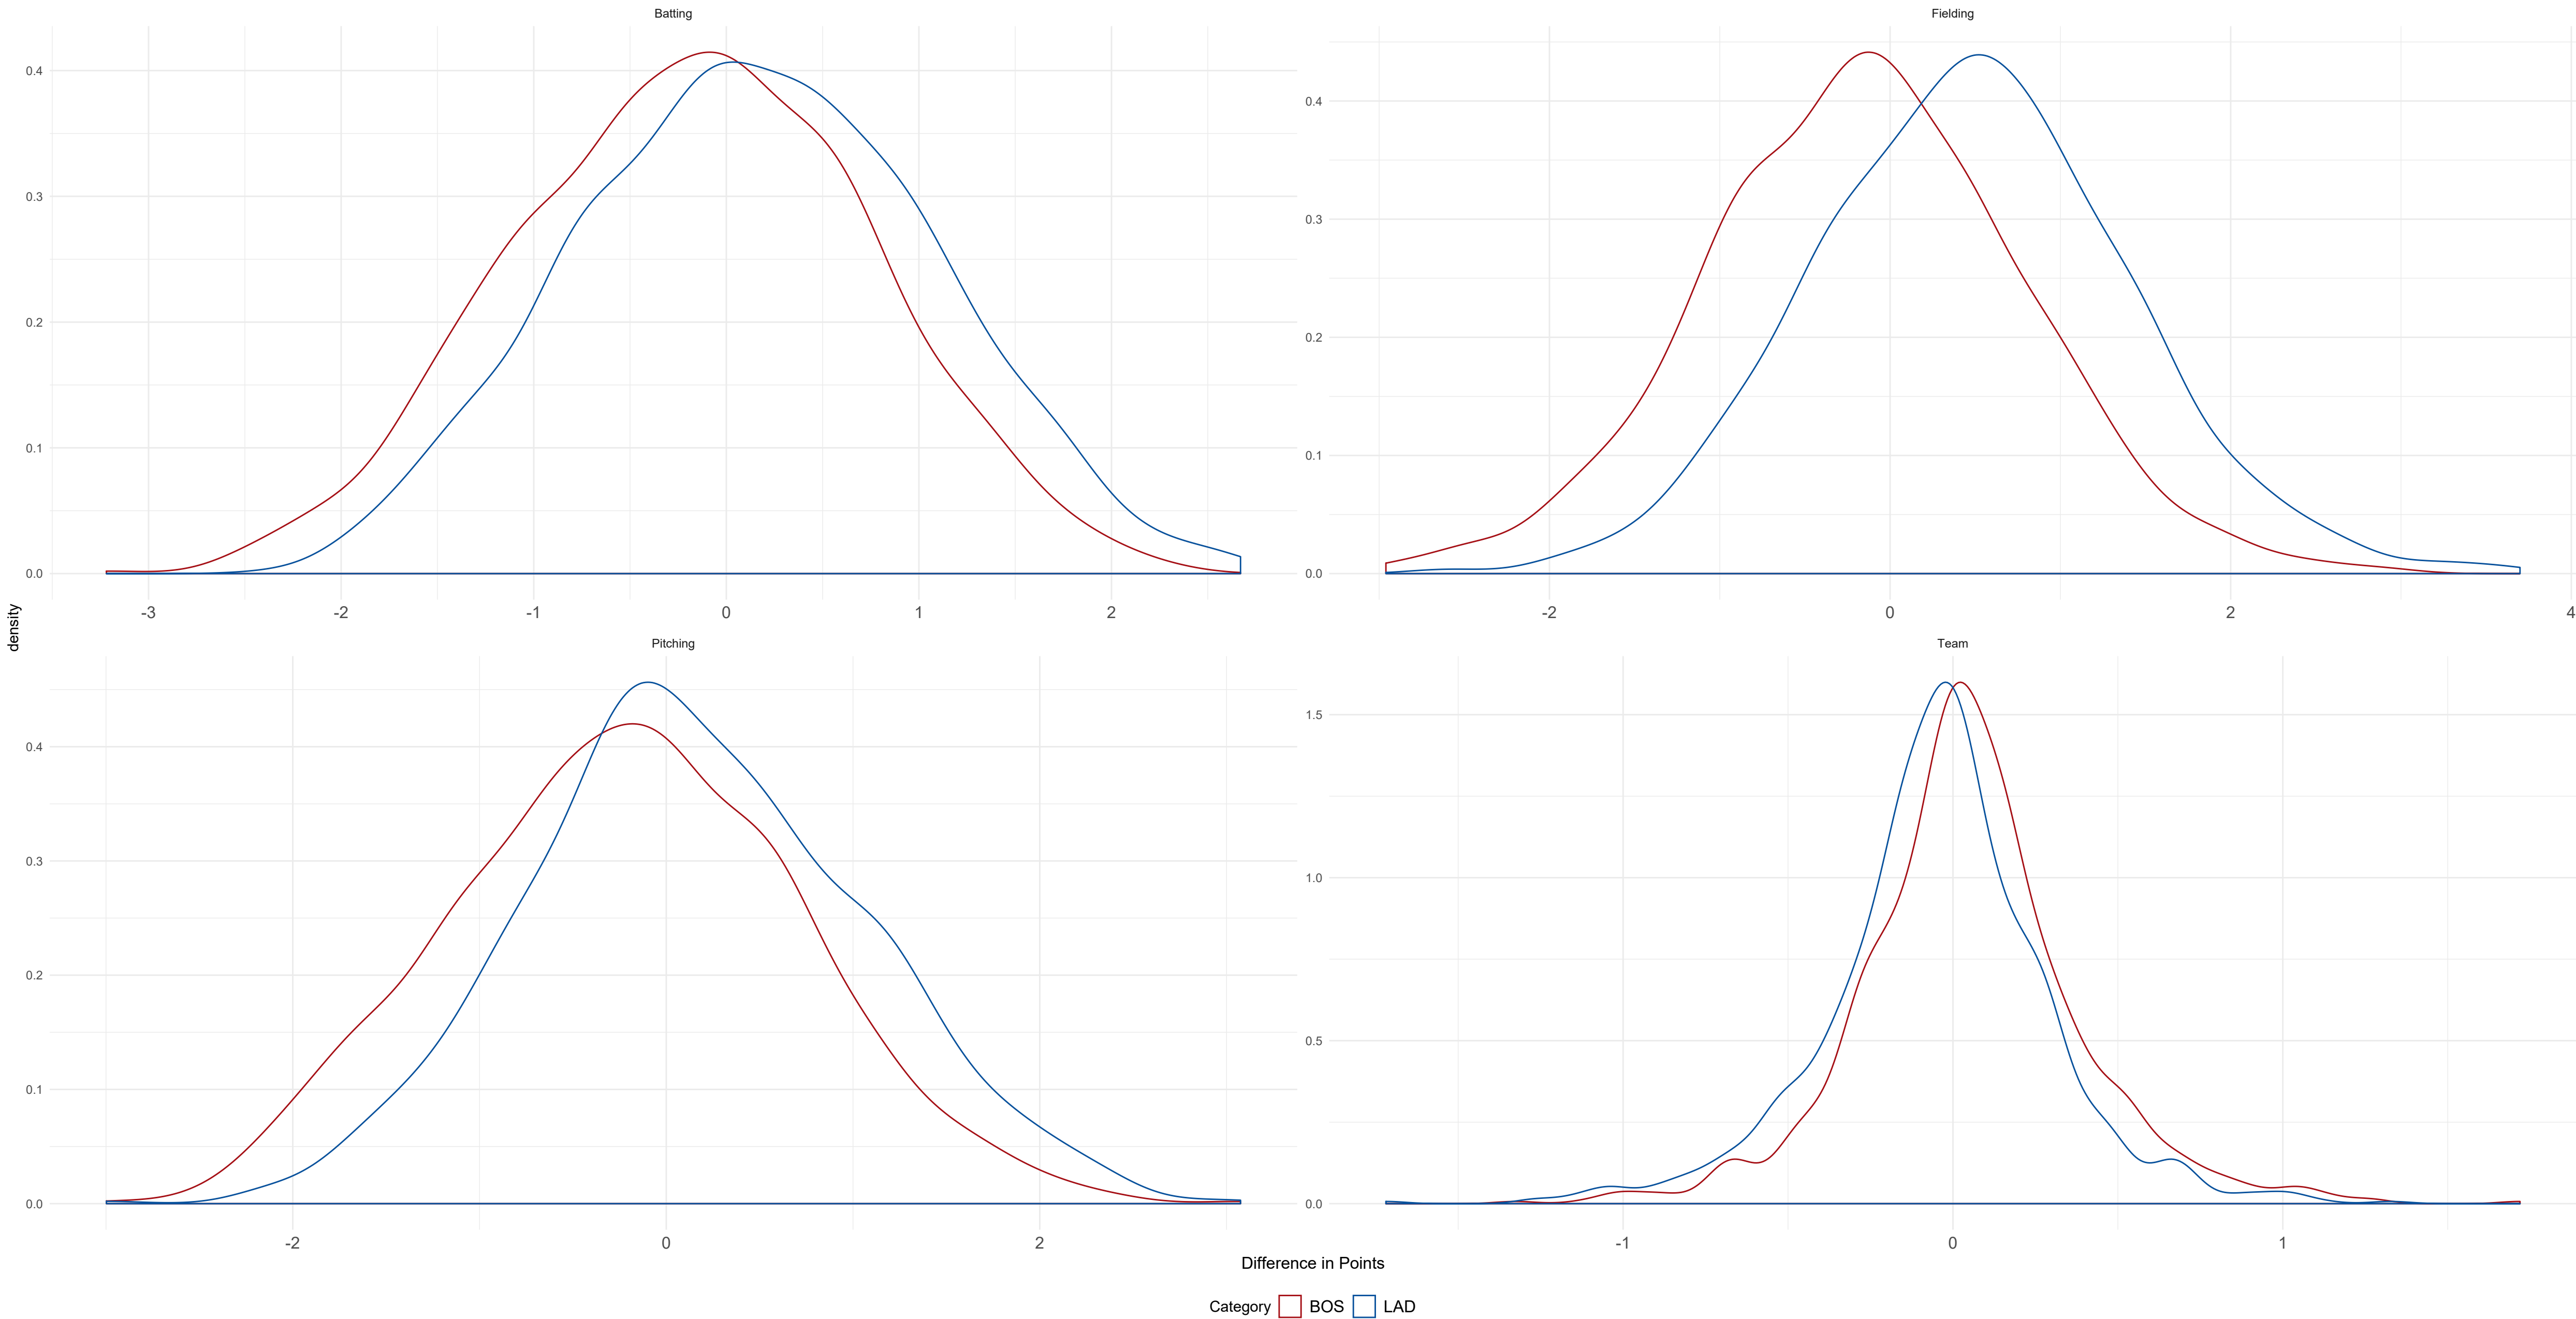 Batting Fielding
0.4
0.3
0.2
0.1
0.0
-3 -2 -1 0 1 2
0.4
0.3
0.2
0.1
0.0
-2 0 2 4
density
Pitching Team
0.4
0.3
0.2
0.1
0.0
-2 0 2
1.5
1.0
0.5
0.0
-1 0 1
Difference in Points
Category BOS LAD